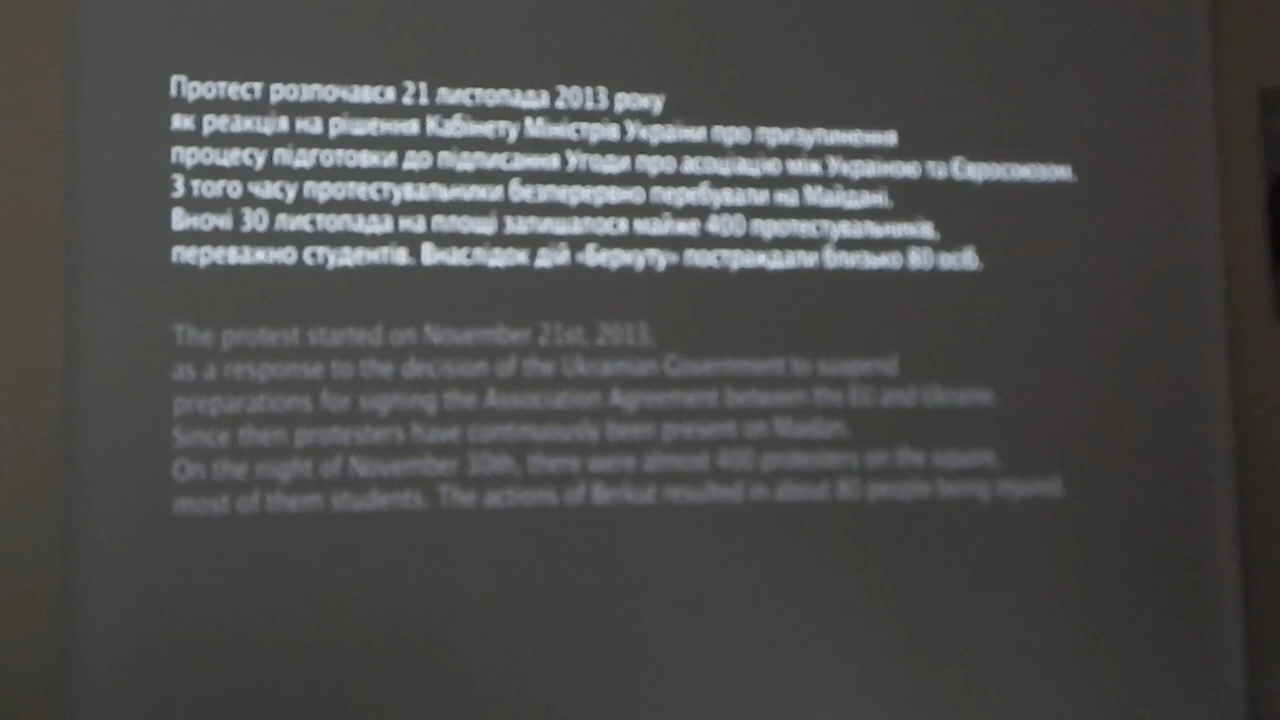 Протест розпочався 21 листопада 2013 року
як реакція на рішення Кабінету Міністрів України про призупинення
процесу підготовки до підписання Угоди про асоціацію між Україною та Євросоюзом.
З того часу протестувальники безперервно перебували на Майдані.
Вночі 30 листопада на площі залишалося майже 400 протестувальників,
переважно студентів. Внаслідок дій «Беркуту» постраждали близько 80 осіб.
The protest started on November 21st, 2013,
as a response to the decision of the Ukrainian Government to suspend
preparations for signing the Association Agreement between the EU and Ukraine.
Since then protesters have continuously been present on Maidan.
On the night of November 30th, there were almost 400 protesters on the square,
most of them students. The actions of Berkut resulted in about 80 people being injured.